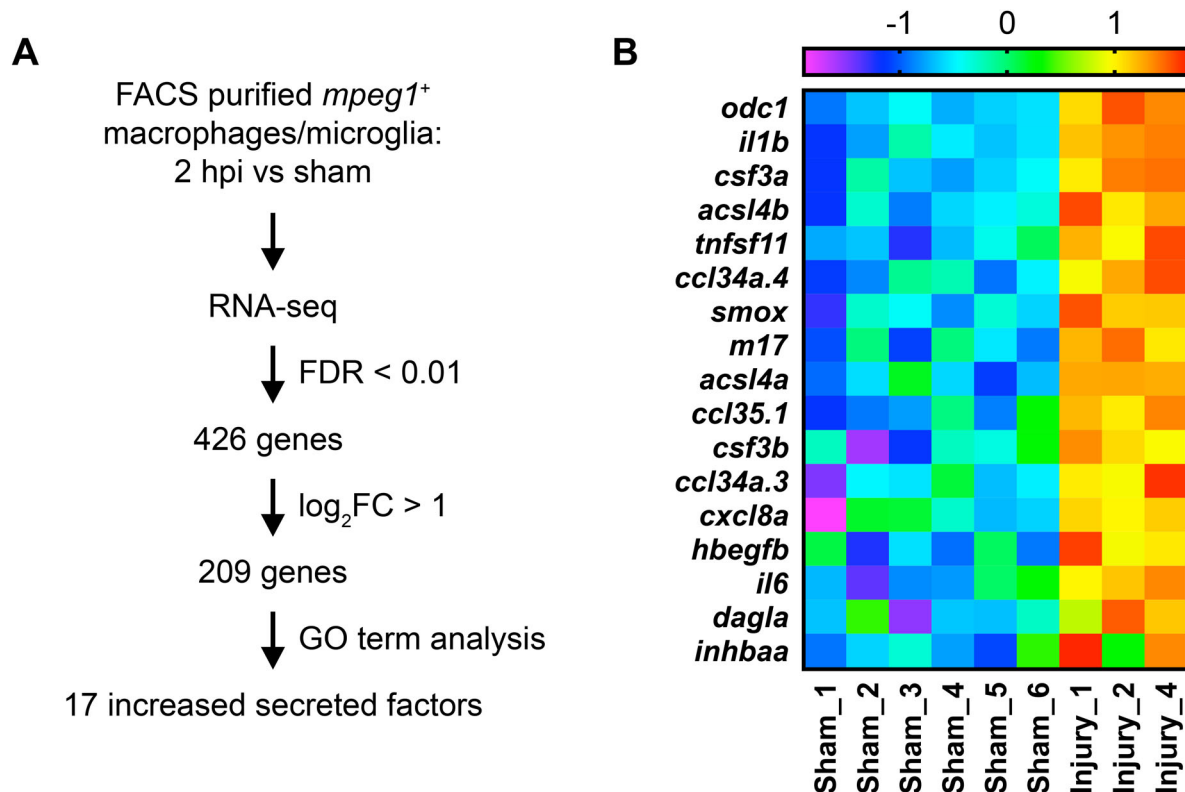 A
FACS purified mpeg1⁺
macrophages/microglia:
2 hpi vs sham
RNA-seq
FDR < 0.01
426 genes
log₂FC > 1
209 genes
GO term analysis
17 increased secreted factors
B
-1 0 1
odc1
il1b
csf3a
acsl4b
tnfsf11
ccl34a.4
smox
m17
acsl4a
ccl35.1
csf3b
ccl34a.3
cxcl8a
hbegfb
il6
dagla
inhbaa
Sham_1
Sham_2
Sham_3
Sham_4
Sham_5
Sham_6
Injury_1
Injury_2
Injury_4